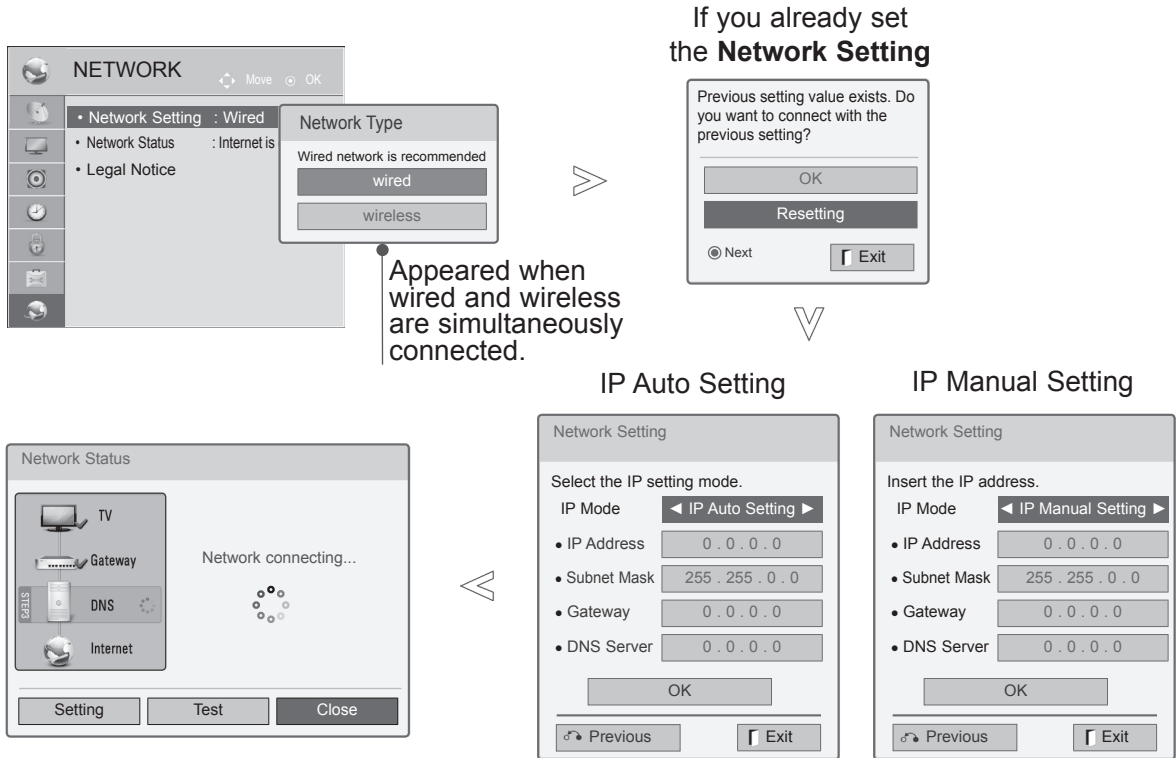 If you already set
the Network Setting
NETWORK
Move OK
• Network Setting : Wired
• Network Status : Internet is
• Legal Notice
Network Type
Wired network is recommended
wired
wireless
Appeared when
wired and wireless
are simultaneously
connected.
Previous setting value exists. Do
you want to connect with the
previous setting?
OK
Resetting
Next
Exit
IP Auto Setting
Network Setting
Select the IP setting mode.
IP Mode ◄ IP Auto Setting ►
• IP Address 0 . 0 . 0 . 0
• Subnet Mask 255 . 255 . 0 . 0
• Gateway 0 . 0 . 0 . 0
• DNS Server 0 . 0 . 0 . 0
OK
Previous
Exit
IP Manual Setting
Network Setting
Insert the IP address.
IP Mode ◄ IP Manual Setting ►
• IP Address 0 . 0 . 0 . 0
• Subnet Mask 255 . 255 . 0 . 0
• Gateway 0 . 0 . 0 . 0
• DNS Server 0 . 0 . 0 . 0
OK
Previous
Exit
Network Status
TV
Gateway
STEP3
DNS
Internet
Network connecting...
Setting
Test
Close